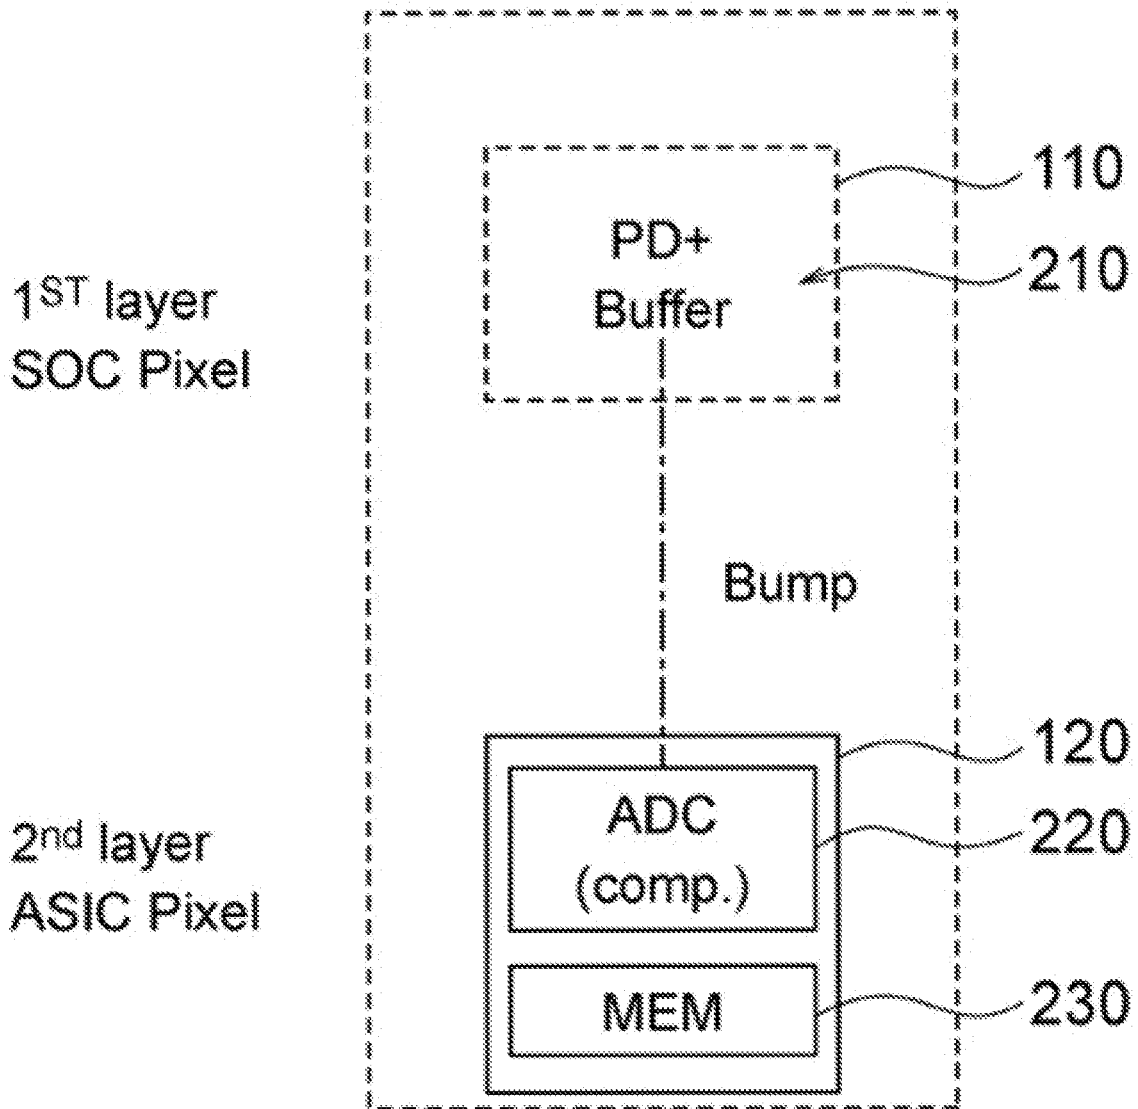 110
PD+
210
1ST layer
Buffer
SOC Pixel
Bump
120
ADC
220
2nd layer
(comp.)
ASIC Pixel
230
MEM